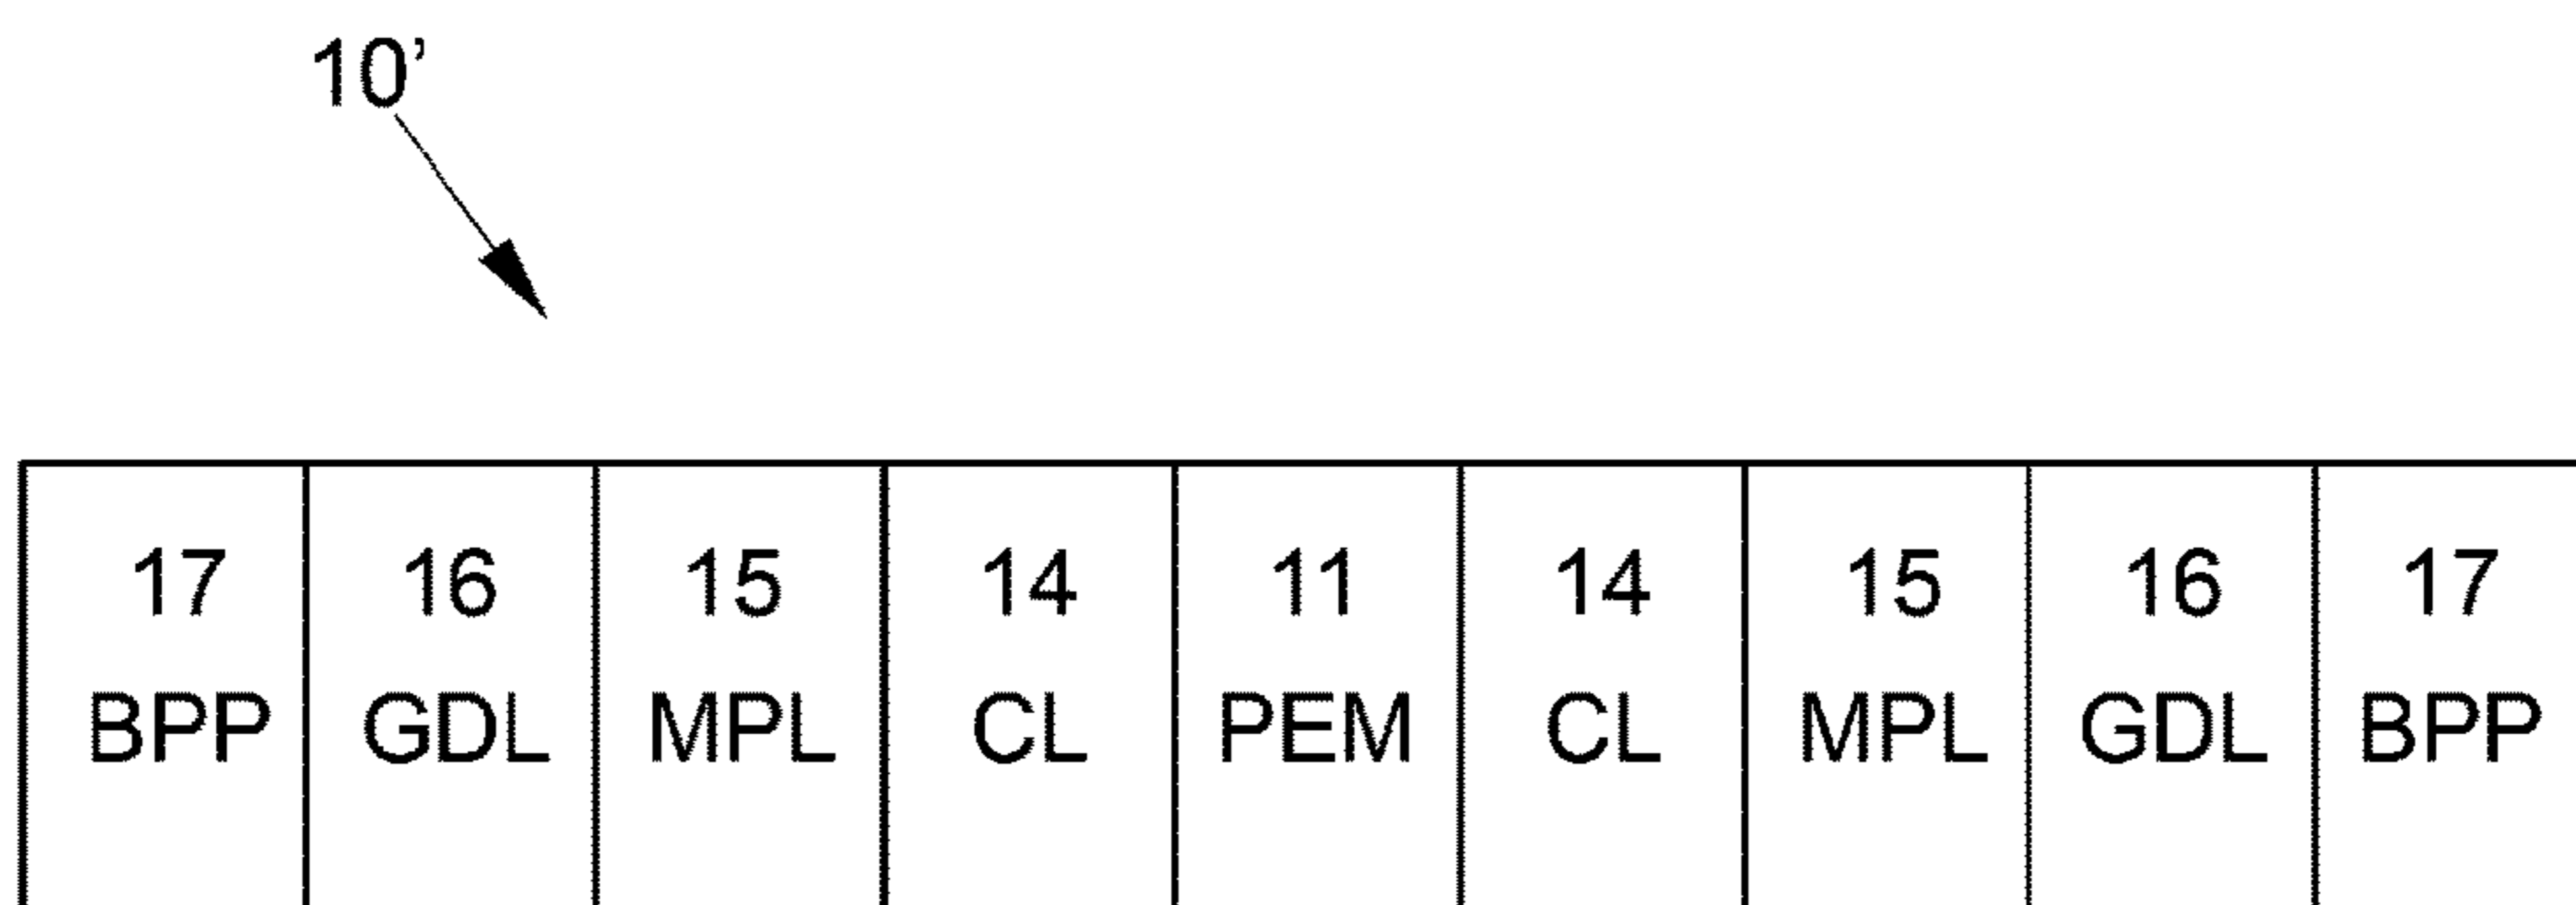 10’
17 16 15 14 11 14 15 16 17
BPP GDL MPL CL PEM CL MPL GDL BPP